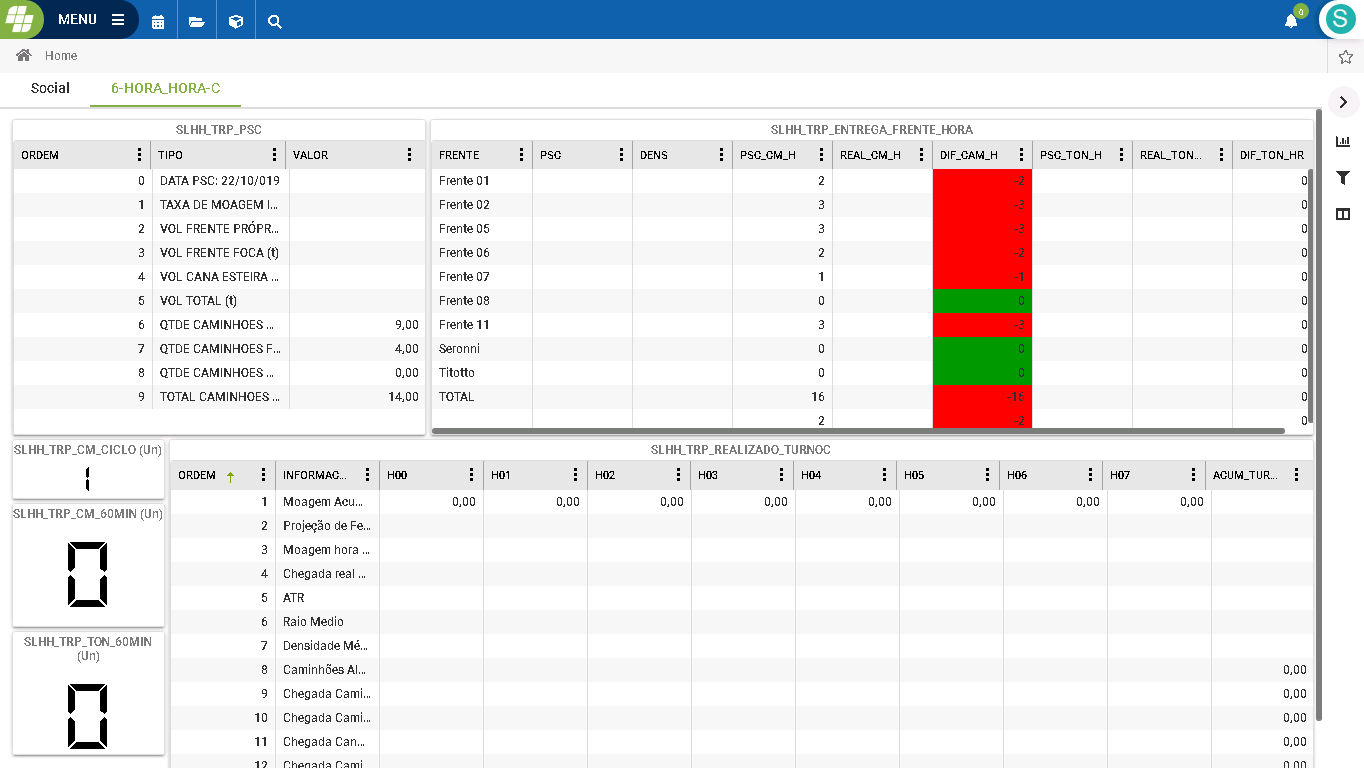 MENU
0
S
Home
Social 6-HORA_HORA-C
SLHH_TRP_PSC
ORDEM TIPO VALOR
0 DATA PSC: 22/10/019
1 TAXA DE MOAGEM I...
2 VOL FRENTE PRÓPR...
3 VOL FRENTE FOCA (t)
4 VOL CANA ESTEIRA ...
5 VOL TOTAL (t)
6 QTDE CAMINHOES ... 9,00
7 QTDE CAMINHOES F... 4,00
8 QTDE CAMINHOES ... 0,00
9 TOTAL CAMINHOES ... 14,00
SLHH_TRP_ENTREGA_FRENTE_HORA
FRENTE PSC DENS PSC_CM_H REAL_CM_H DIF_CAM_H PSC_TON_H REAL_TON... DIF_TON_HR
Frente 01 2 -2 0
Frente 02 3 -3 0
Frente 05 3 -3 0
Frente 06 2 -2 0
Frente 07 1 -1 0
Frente 08 0 0 0
Frente 11 3 -3 0
Seronni 0 0 0
Titotto 0 0 0
TOTAL 16 -16 0
2 -2 0
SLHH_TRP_CM_CICLO (Un)
1
SLHH_TRP_CM_60MIN (Un)
0
SLHH_TRP_TON_60MIN
(Un)
0
SLHH_TRP_REALIZADO_TURNOC
ORDEM INFORMAC... H00 H01 H02 H03 H04 H05 H06 H07 ACUM_TUR...
1 Moagem Acu... 0,00 0,00 0,00 0,00 0,00 0,00 0,00 0,00
2 Projeção de Fe...
3 Moagem hora ...
4 Chegada real ...
5 ATR
6 Raio Medio
7 Densidade Mé...
8 Caminhões Al... 0,00
9 Chegada Cami... 0,00
10 Chegada Cami... 0,00
11 Chegada Can... 0,00
12 Chegada Cami... 0,00